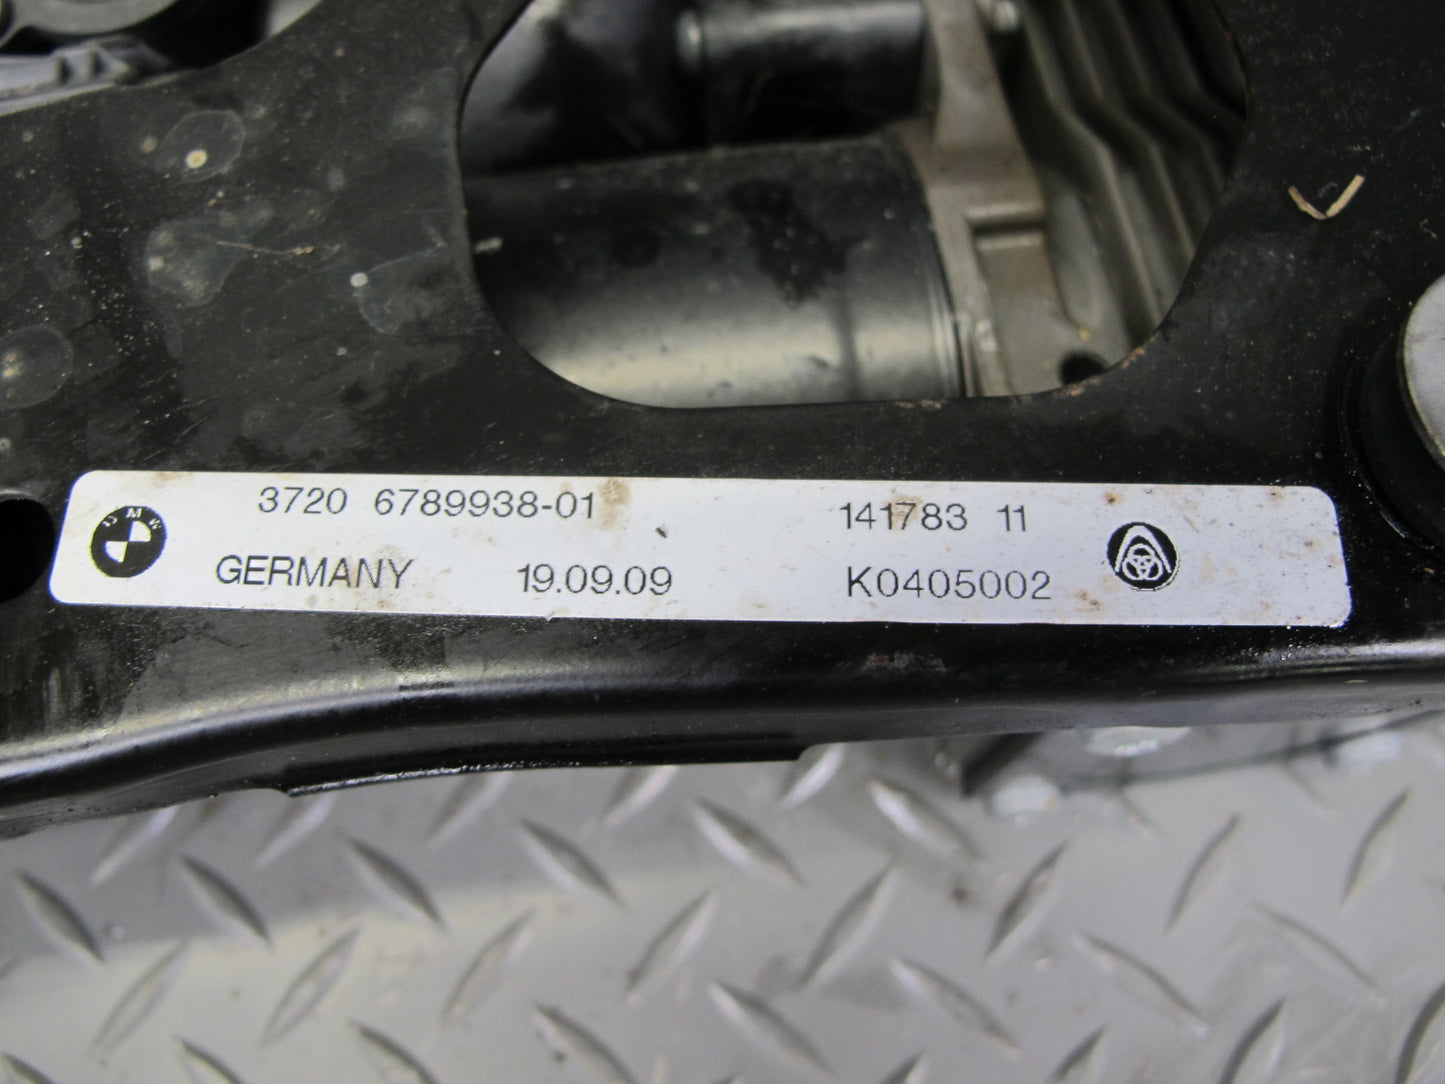 BMW
3720 6789938-01 141783 11
GERMANY 19.09.09 K0405002